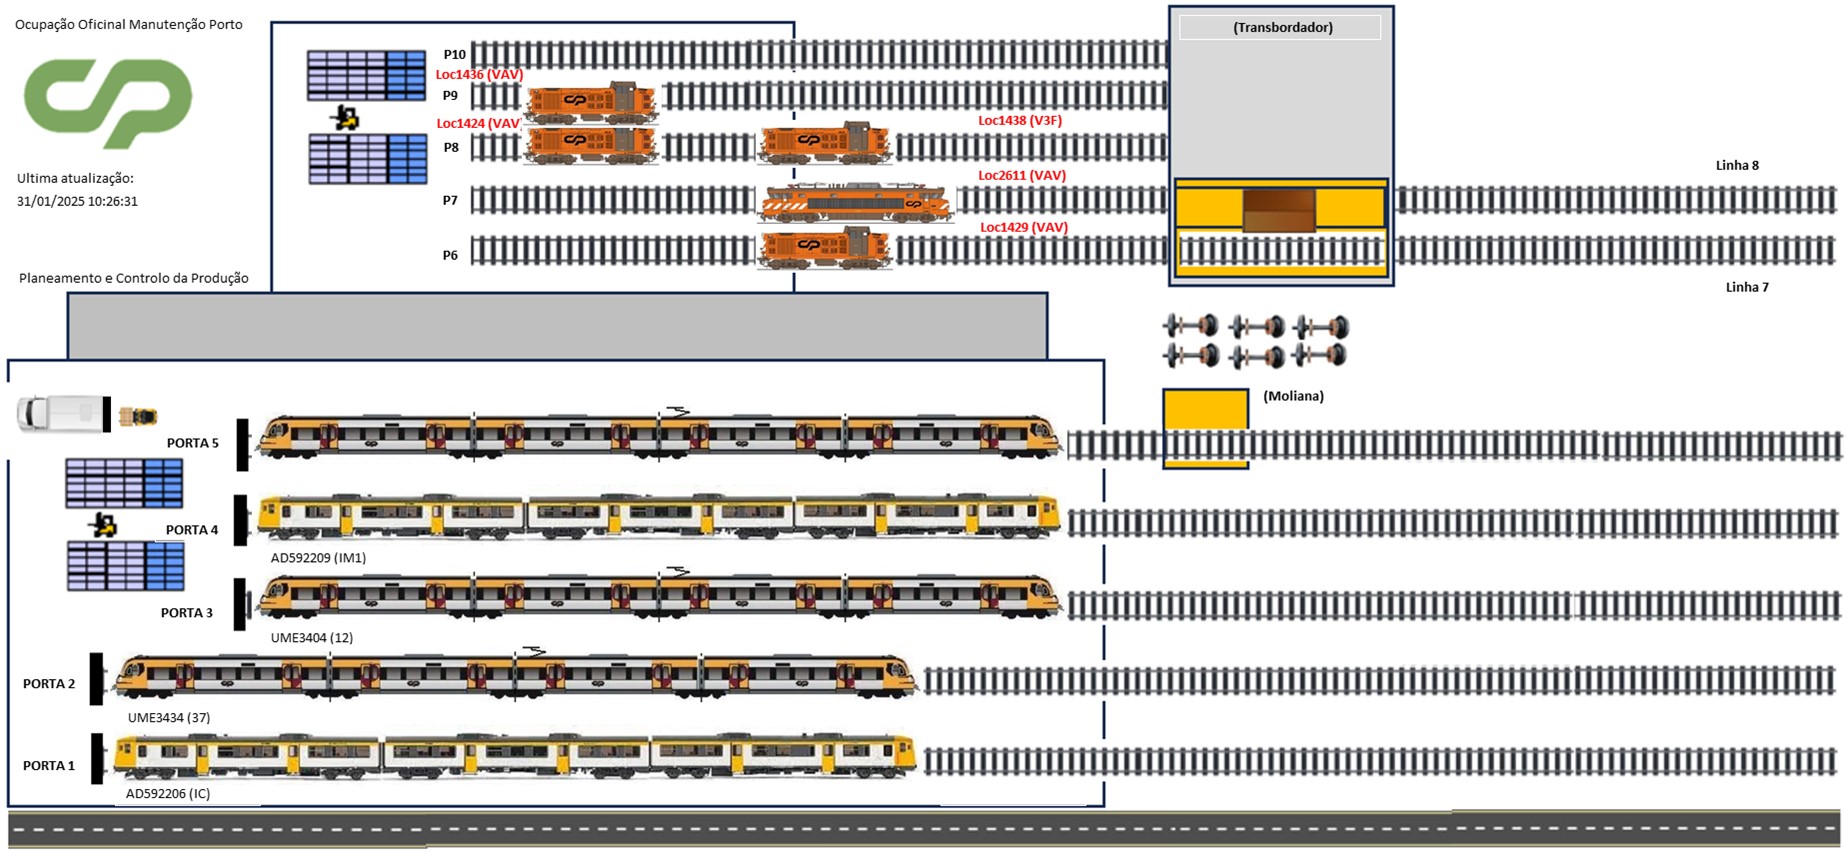 Ocupação Oficinal Manutenção Porto
(Transbordador)
P10
Loc1436 (VAV)
P9
Loc1424 (VAV)
Loc1438 (V3F)
P8
Linha 8
Ultima atualização:
Loc2611 (VAV)
31/01/2025 10:26:31
P7
Loc1429 (VAV)
P6
Planeamento e Controlo da Produção
Linha 7
(Moliana)
PORTA 5
PORTA 4
AD592209 (IM1)
PORTA 3
UME3404 (12)
PORTA 2
UME3434 (37)
PORTA 1
AD592206 (IC)